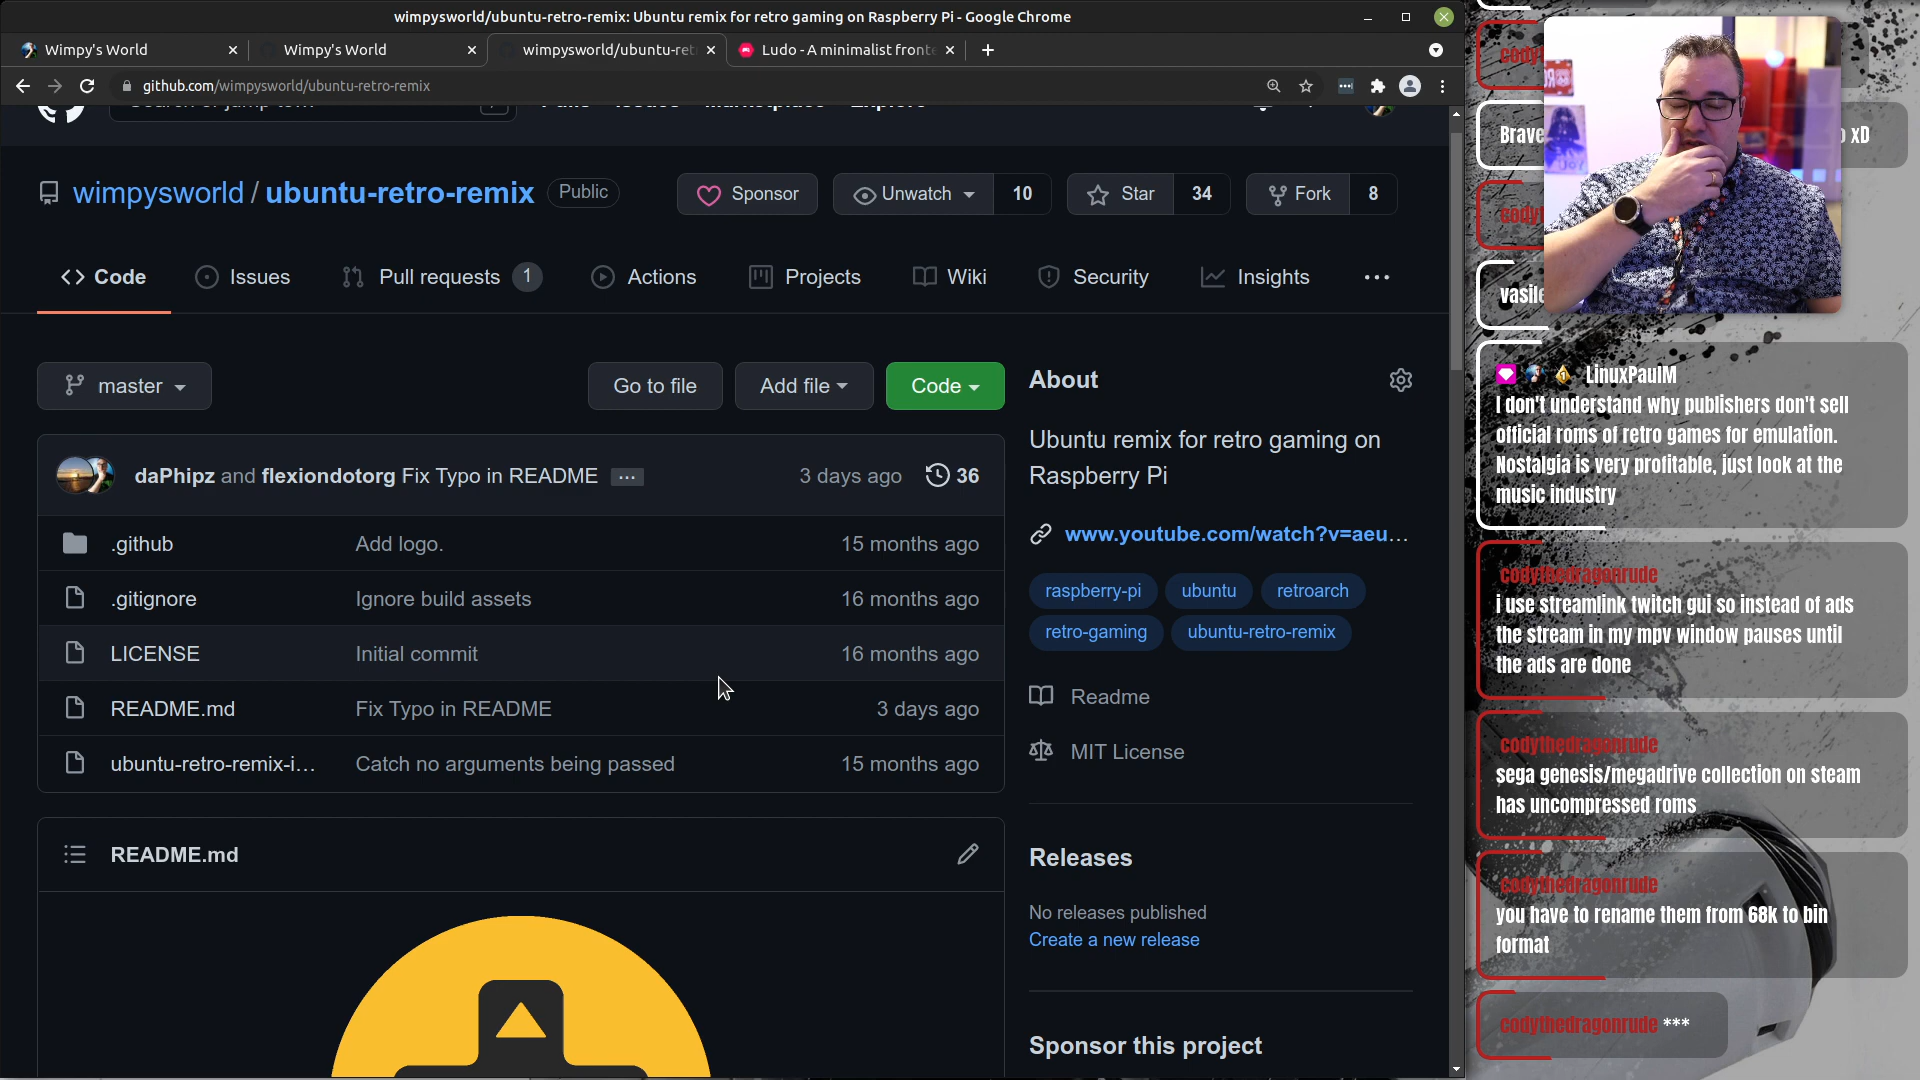 wimpysworld/ubuntu-retro-remix: Ubuntu remix for retro gaming on Raspberry Pi - Google Chrome
Wimpy's World
Wimpy's World
wimpysworld/ubuntu-ret
Ludo - A minimalist fronte
github.com/wimpysworld/ubuntu-retro-remix
wimpysworld / ubuntu-retro-remix
Public
Sponsor
Unwatch 10
Star 34
Fork 8
Code
Issues
Pull requests 1
Actions
Projects
Wiki
Security
Insights
master
Go to file
Add file
Code
daPhipz and flexiondotorg Fix Typo in README ...
3 days ago
36
.github Add logo. 15 months ago
.gitignore Ignore build assets 16 months ago
LICENSE Initial commit 16 months ago
README.md Fix Typo in README 3 days ago
ubuntu-retro-remix-i... Catch no arguments being passed 15 months ago
README.md
About
Ubuntu remix for retro gaming on
Raspberry Pi
www.youtube.com/watch?v=aeu...
raspberry-pi ubuntu retroarch
retro-gaming ubuntu-retro-remix
Readme
MIT License
Releases
No releases published
Create a new release
Sponsor this project
Brave
xD
vasile
LinuxPaulM
I don't understand why publishers don't sell
official roms of retro games for emulation.
Nostalgia is very profitable, just look at the
music industry
codythedragonrude
i use streamlink twitch gui so instead of ads
the stream in my mpv window pauses until
the ads are done
codythedragonrude
sega genesis/megadrive collection on steam
has uncompressed roms
codythedragonrude
you have to rename them from 68k to bin
format
codythedragonrude ***